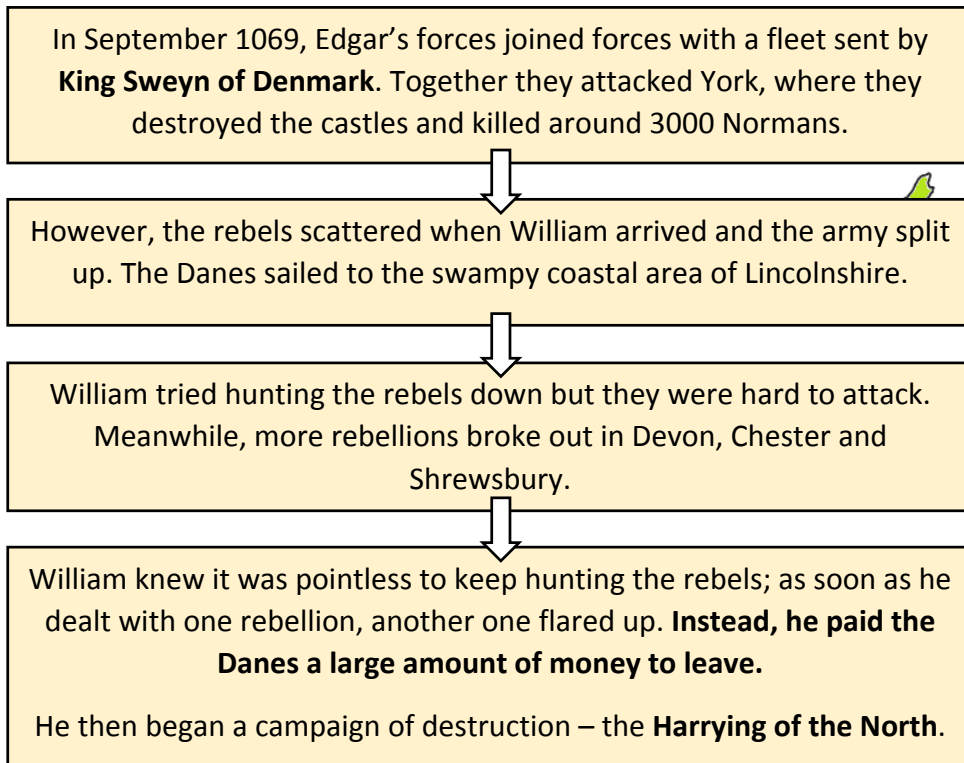 In September 1069, Edgar’s forces joined forces with a fleet sent by
King Sweyn of Denmark. Together they attacked York, where they
destroyed the castles and killed around 3000 Normans.
However, the rebels scattered when William arrived and the army split
up. The Danes sailed to the swampy coastal area of Lincolnshire.
William tried hunting the rebels down but they were hard to attack.
Meanwhile, more rebellions broke out in Devon, Chester and
Shrewsbury.
William knew it was pointless to keep hunting the rebels; as soon as he
dealt with one rebellion, another one flared up. Instead, he paid the
Danes a large amount of money to leave.
He then began a campaign of destruction – the Harrying of the North.